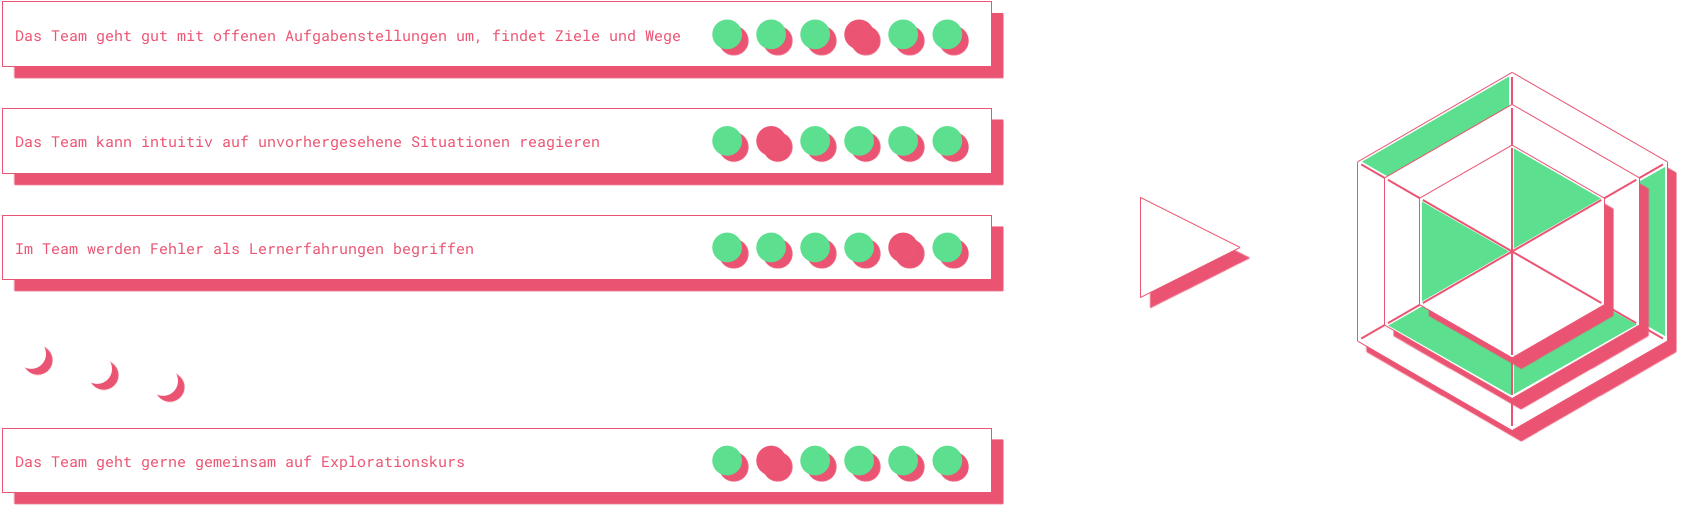 Das Team geht gut mit offenen Aufgabenstellungen um, findet Ziele und Wege
Das Team kann intuitiv auf unvorhergesehene Situationen reagieren
Im Team werden Fehler als Lernerfahrungen begriffen
Das Team geht gerne gemeinsam auf Explorationskurs